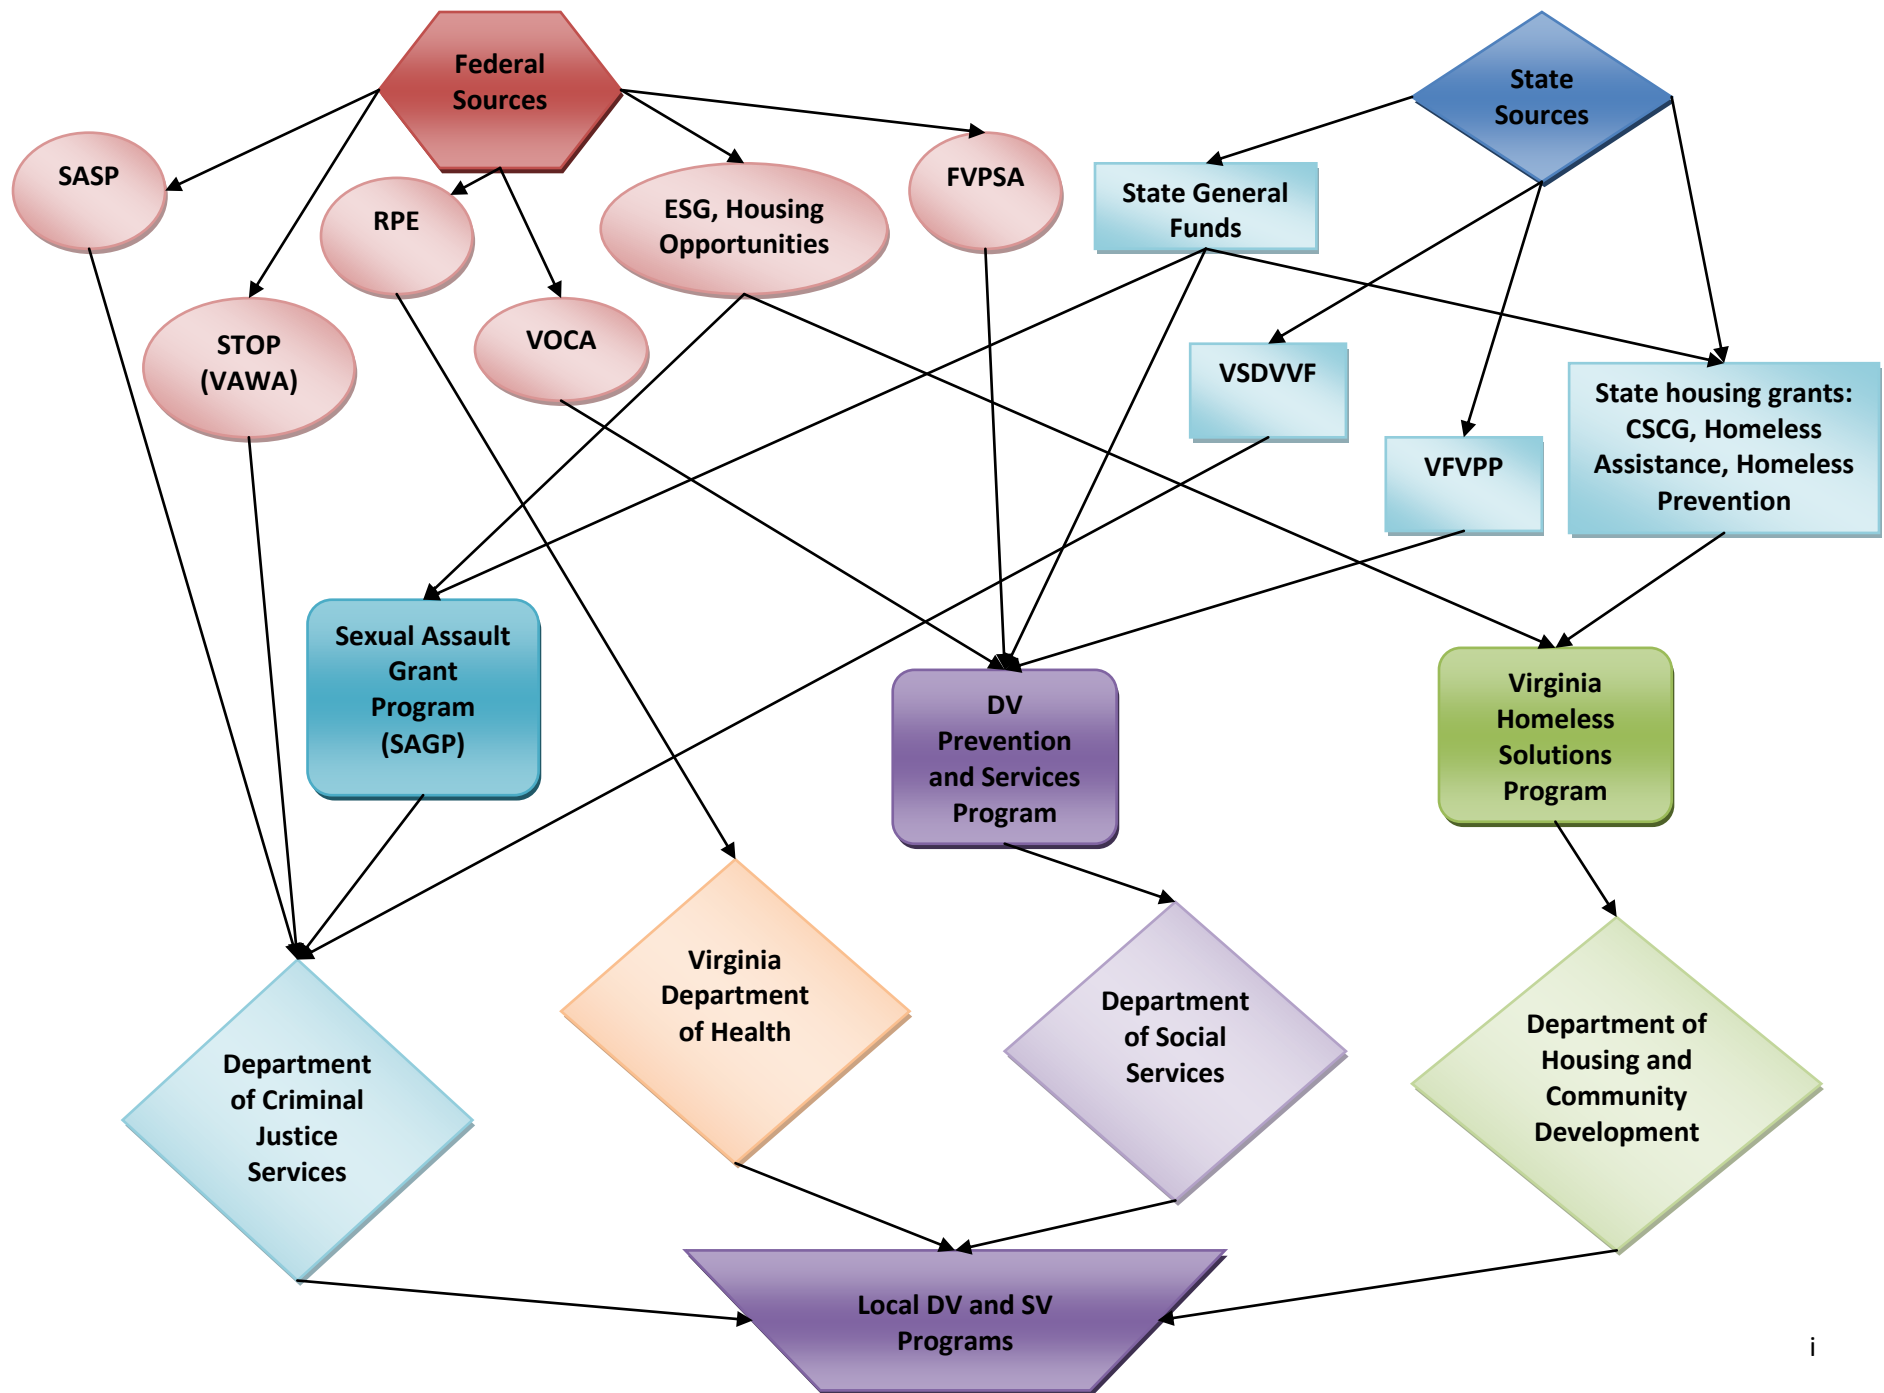 Federal
Sources
State
Sources
SASP
RPE
ESG, Housing
Opportunities
FVPSA
State General
Funds
STOP
(VAWA)
VOCA
VSDVVF
VFVPP
State housing grants:
CSCG, Homeless
Assistance, Homeless
Prevention
Sexual Assault
Grant
Program
(SAGP)
DV
Prevention
and Services
Program
Virginia
Homeless
Solutions
Program
Department
of Criminal
Justice
Services
Virginia
Department
of Health
Department
of Social
Services
Department of
Housing and
Community
Development
Local DV and SV
Programs
i